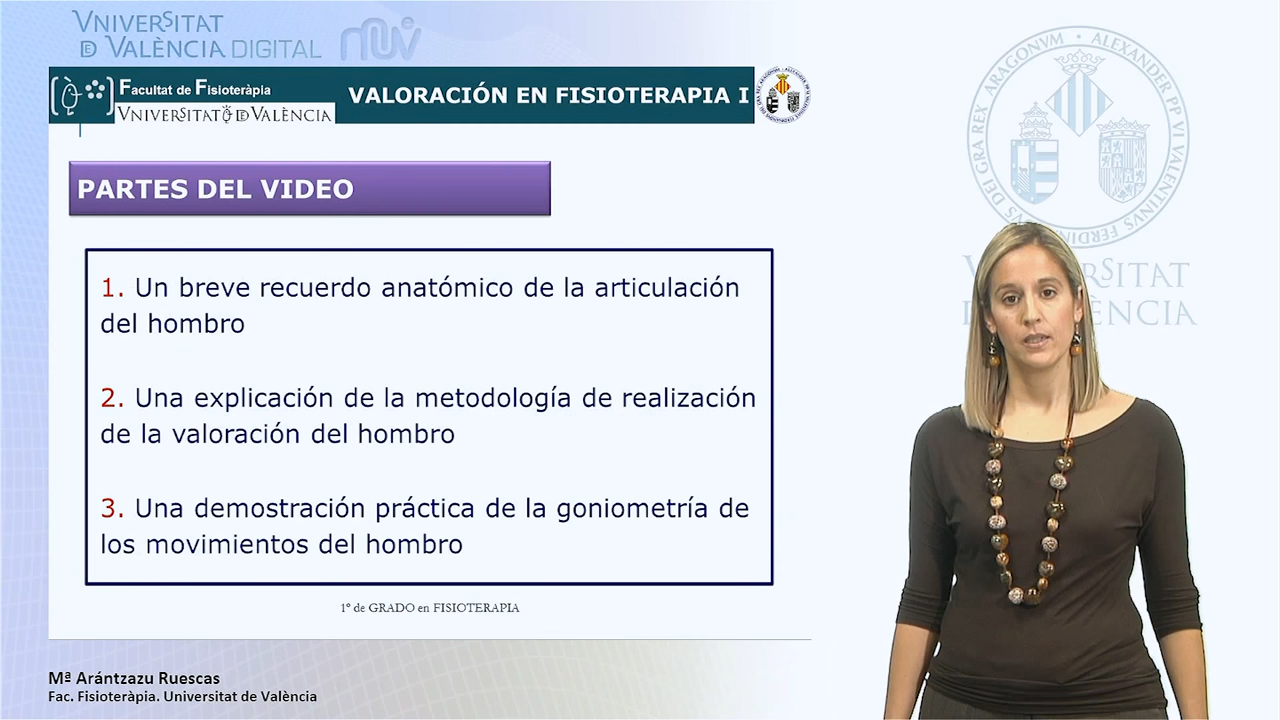 VNIVERSITAT
DE VALÈNCIA DIGITAL
Facultat de Fisioteràpia
VNIVERSITATQDEVALÈNCIA
VALORACIÓN EN FISIOTERAPIA I
PARTES DEL VIDEO
1. Un breve recuerdo anatómico de la articulación
del hombro
2. Una explicación de la metodología de realización
de la valoración del hombro
3. Una demostración práctica de la goniometría de
los movimientos del hombro
1º de GRADO en FISIOTERAPIA
Mª Arántzazu Ruescas
Fac. Fisioteràpia. Universitat de València